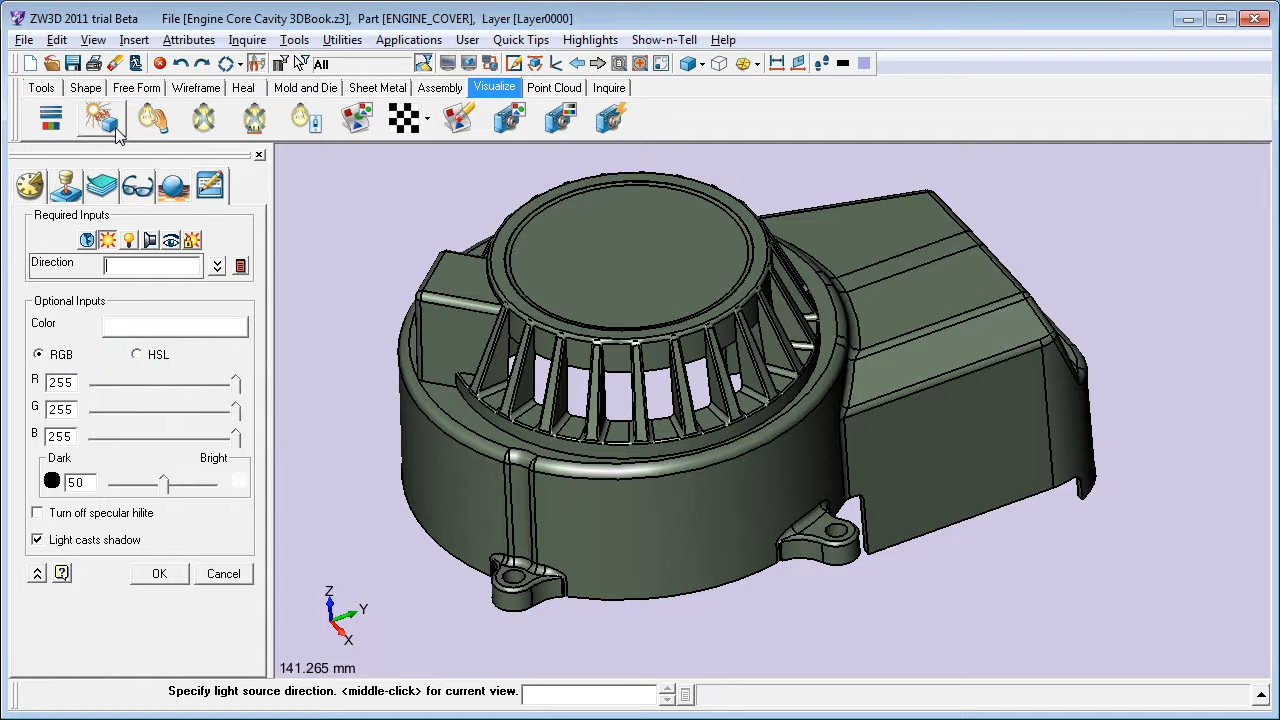 ZW3D 2011 trial Beta File [Engine Core Cavity 3DBook.z3], Part [ENGINE_COVER], Layer [Layer0000]
File Edit View Insert Attributes Inquire Tools Utilities Applications User Quick Tips Highlights Show-n-Tell Help
All
Tools Shape Free Form Wireframe Heal Mold and Die Sheet Metal Assembly Visualize Point Cloud Inquire
Required Inputs
Direction
Optional Inputs
Color
RGB HSL
R 255
G 255
B 255
Dark Bright
50
Turn off specular hilite
Light casts shadow
OK Cancel
Z
Y
X
141.265 mm
Specify light source direction. <middle-click> for current view.